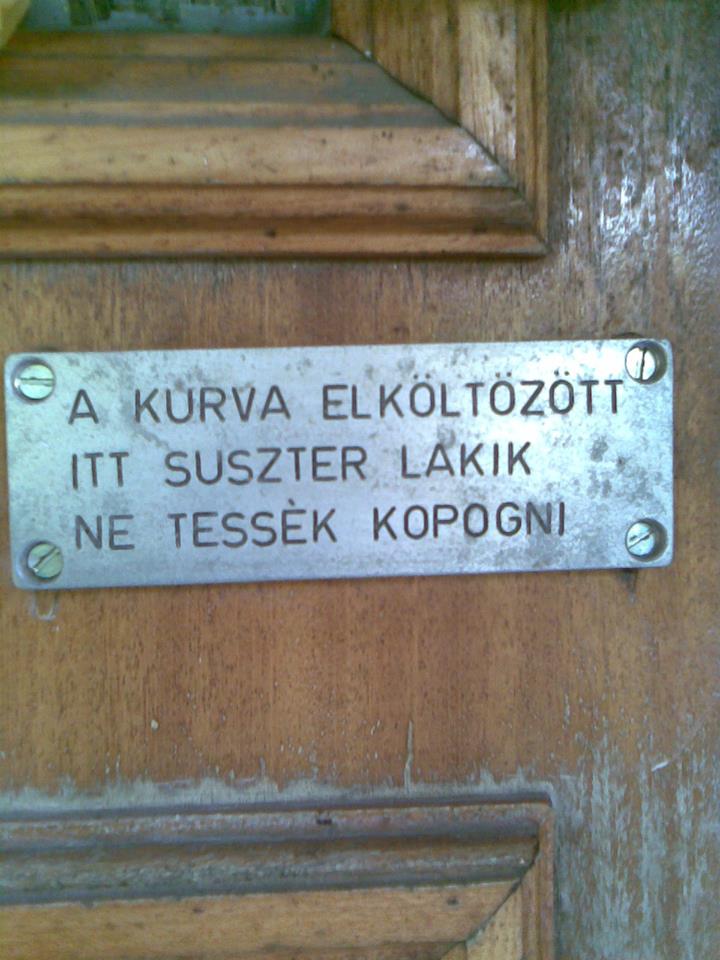 A KURVA ELKÖLTÖZÖTT
ITT SUSZTER LAKIK
NE TESSÈK KOPOGNI